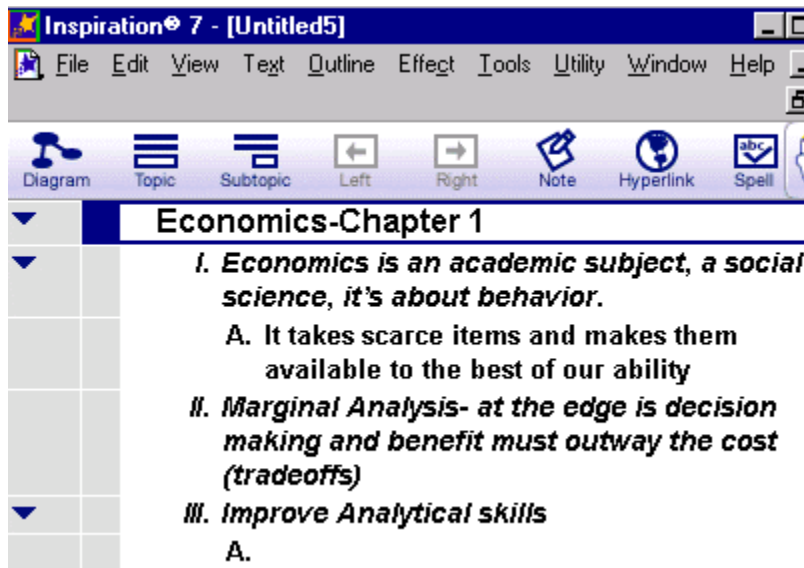 Inspiration® 7 - [Untitled5]
File Edit View Text Outline Effect Tools Utility Window Help
Diagram Topic Subtopic Left Right Note Hyperlink abc Spell
Economics-Chapter 1
I. Economics is an academic subject, a social
science, it's about behavior.
A. It takes scarce items and makes them
available to the best of our ability
II. Marginal Analysis- at the edge is decision
making and benefit must outway the cost
(tradeoffs)
III. Improve Analytical skills
A.